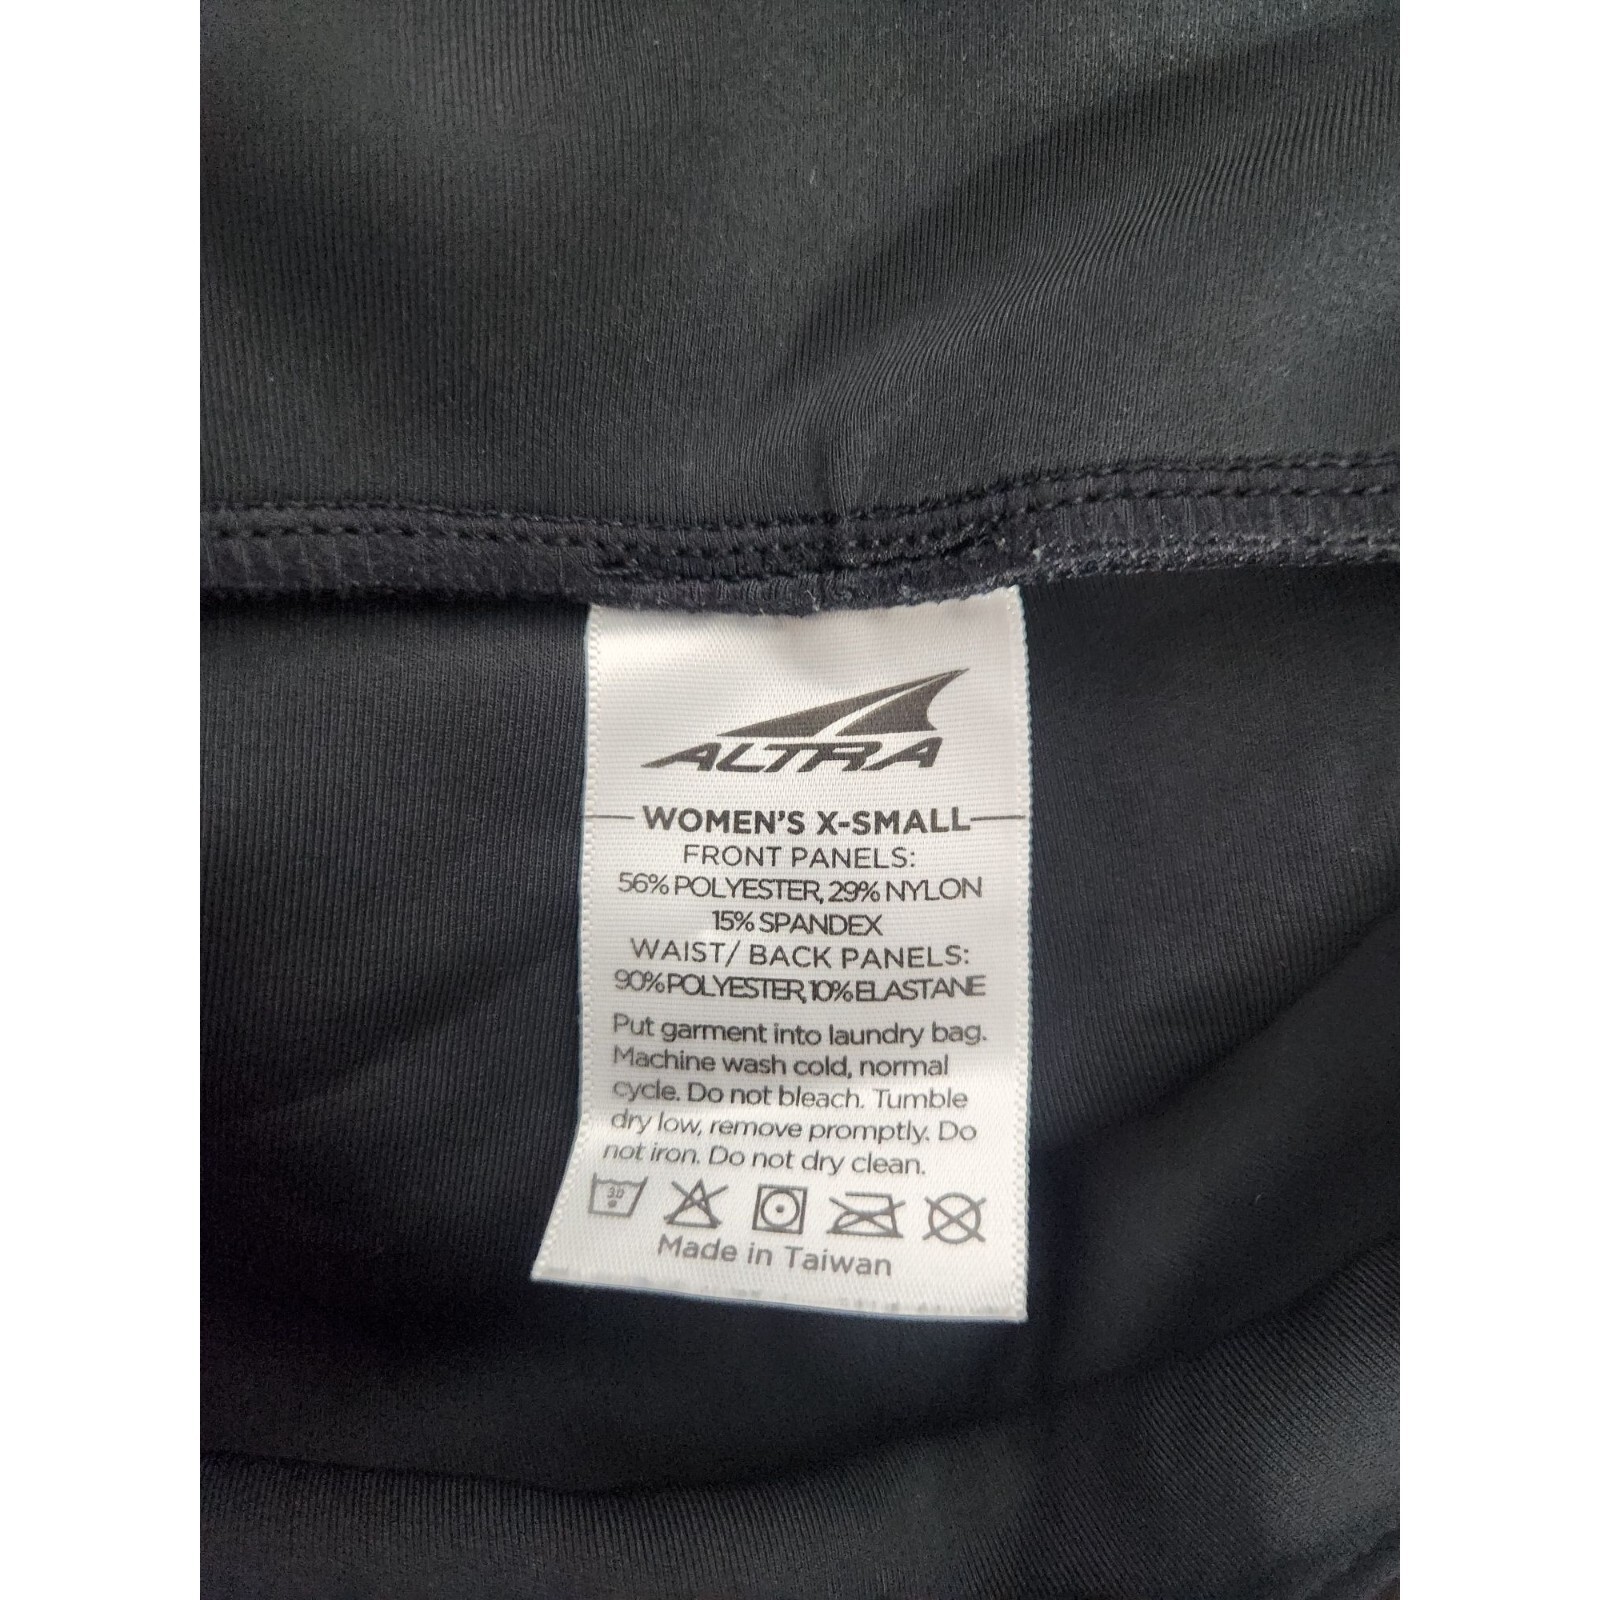 ALTRA
WOMEN'S X-SMALL
FRONT PANELS:
56% POLYESTER, 29% NYLON
15% SPANDEX
WAIST/ BACK PANELS:
90% POLYESTER, 10% ELASTANE
Put garment into laundry bag.
Machine wash cold, normal
cycle. Do not bleach. Tumble
dry low, remove promptly. Do
not iron. Do not dry clean.
30
Made in Taiwan